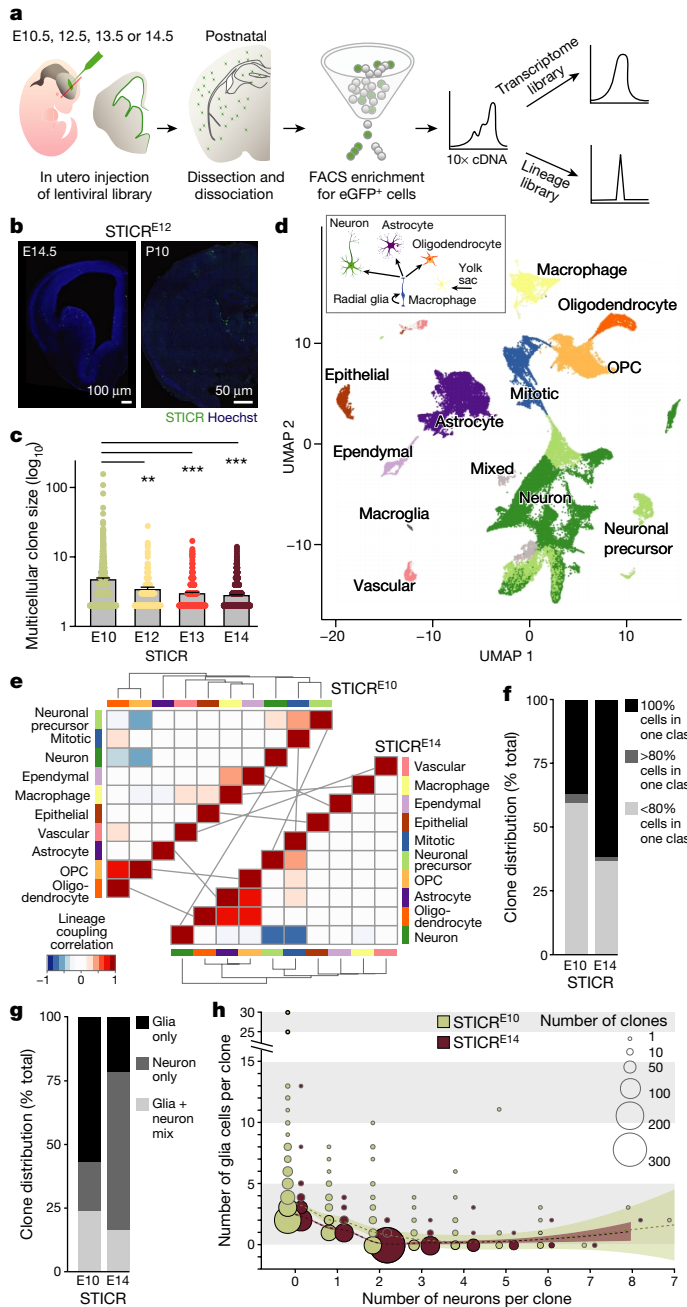 a
E10.5, 12.5, 13.5 or 14.5
Postnatal
In utero injection
of lentiviral library
Dissection and
dissociation
FACS enrichment
for eGFP+ cells
10× cDNA
Transcriptome
library
Lineage
library
b
STICR^E12
E14.5
100 μm
P10
50 μm
STICR Hoechst
c
Multicellular clone size (log10)
100
10
1
**
***
***
E10
E12
E13
E14
STICR
d
Neuron
Astrocyte
Oligodendrocyte
Yolk
sac
Radial glia
Macrophage
Macrophage
Oligodendrocyte
OPC
Mitotic
Epithelial
Astrocyte
Ependymal
Mixed
Neuron
Macroglia
Neuronal
precursor
Vascular
UMAP 2
10
0
−10
−20
−10
0
10
UMAP 1
e
STICR^E10
Neuronal
precursor
Mitotic
Neuron
Ependymal
Macrophage
Epithelial
Vascular
Astrocyte
OPC
Oligo-
dendrocyte
Lineage
coupling
correlation
−1
0
1
STICR^E14
Vascular
Macrophage
Ependymal
Epithelial
Mitotic
Neuronal
precursor
OPC
Astrocyte
Oligo-
dendrocyte
Neuron
f
Clone distribution (% total)
100
75
50
25
0
E10
E14
STICR
100%
cells in
one clas
>80%
cells in
one clas
<80%
cells in
one clas
g
Clone distribution (% total)
100
75
50
25
0
E10
E14
STICR
Glia
only
Neuron
only
Glia +
neuron
mix
h
Number of glia cells per clone
30
25
15
10
5
0
STICR^E10
STICR^E14
Number of clones
1
10
50
100
200
300
0
1
2
3
4
5
6
7
8
7
Number of neurons per clone